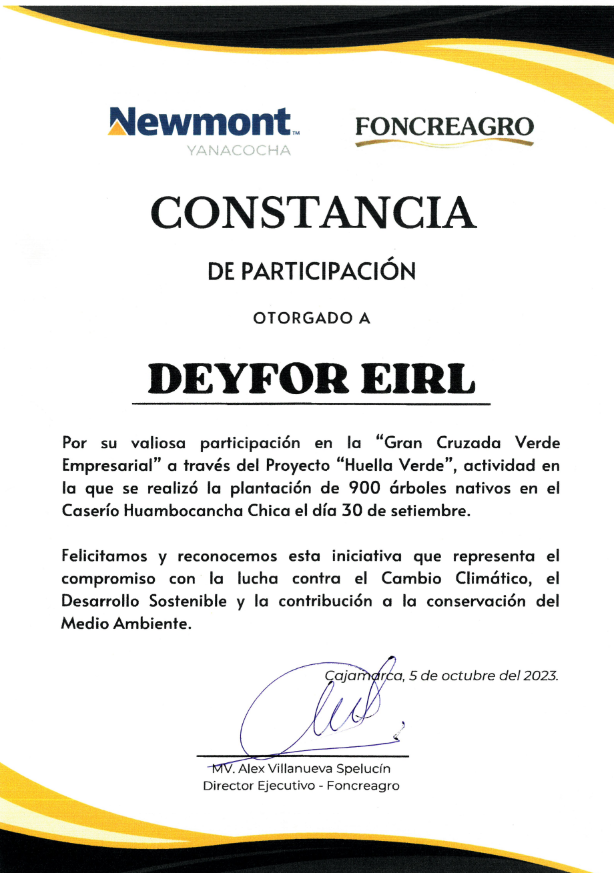 Newmont™
YANACOCHA
FONCREAGRO
CONSTANCIA
DE PARTICIPACIÓN
OTORGADO A
DEYFOR EIRL
Por su valiosa participación en la “Gran Cruzada Verde
Empresarial” a través del Proyecto “Huella Verde”, actividad en
la que se realizó la plantación de 900 árboles nativos en el
Caserío Huambocancha Chica el día 30 de setiembre.
Felicitamos y reconocemos esta iniciativa que representa el
compromiso con la lucha contra el Cambio Climático, el
Desarrollo Sostenible y la contribución a la conservación del
Medio Ambiente.
Cajamarca, 5 de octubre del 2023.
MV. Alex Villanueva Spelucín
Director Ejecutivo - Foncreagro